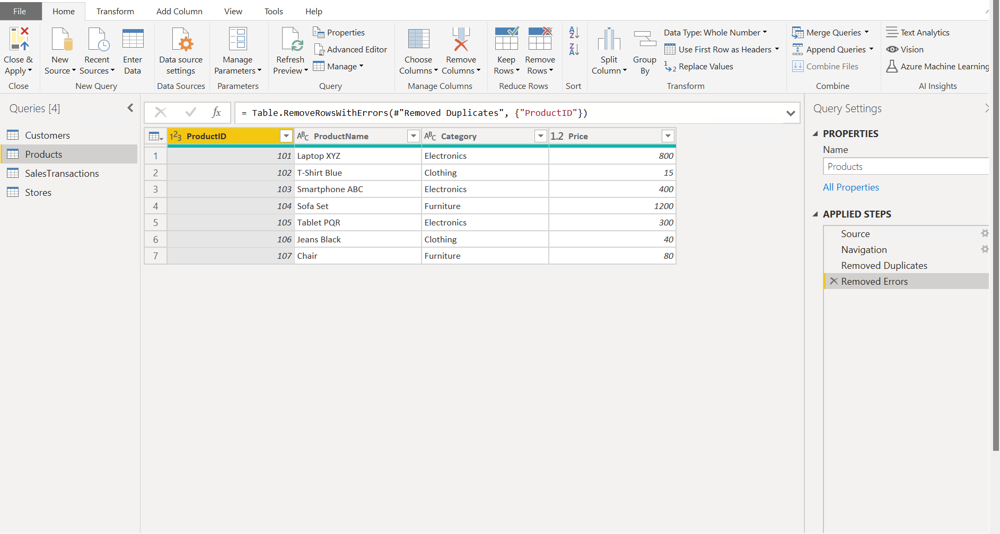 File Home Transform Add Column View Tools Help
Close & Apply
Close
New Source
Recent Sources
Enter Data
New Query
Data source settings
Data Sources
Manage Parameters
Parameters
Refresh Preview
Properties
Advanced Editor
Manage
Query
Choose Columns
Remove Columns
Manage Columns
Keep Rows
Remove Rows
Reduce Rows
Sort
Split Column
Group By
Data Type: Whole Number
Use First Row as Headers
Replace Values
Transform
Merge Queries
Append Queries
Combine Files
Combine
Text Analytics
Vision
Azure Machine Learning
AI Insights
Queries [4]
Customers
Products
SalesTransactions
Stores
fx = Table.RemoveRowsWithErrors(#"Removed Duplicates", {"ProductID"})
123 ProductID ABC ProductName ABC Category 1.2 Price
1 101 Laptop XYZ Electronics 800
2 102 T-Shirt Blue Clothing 15
3 103 Smartphone ABC Electronics 400
4 104 Sofa Set Furniture 1200
5 105 Tablet PQR Electronics 300
6 106 Jeans Black Clothing 40
7 107 Chair Furniture 80
Query Settings
PROPERTIES
Name
Products
All Properties
APPLIED STEPS
Source
Navigation
Removed Duplicates
Removed Errors